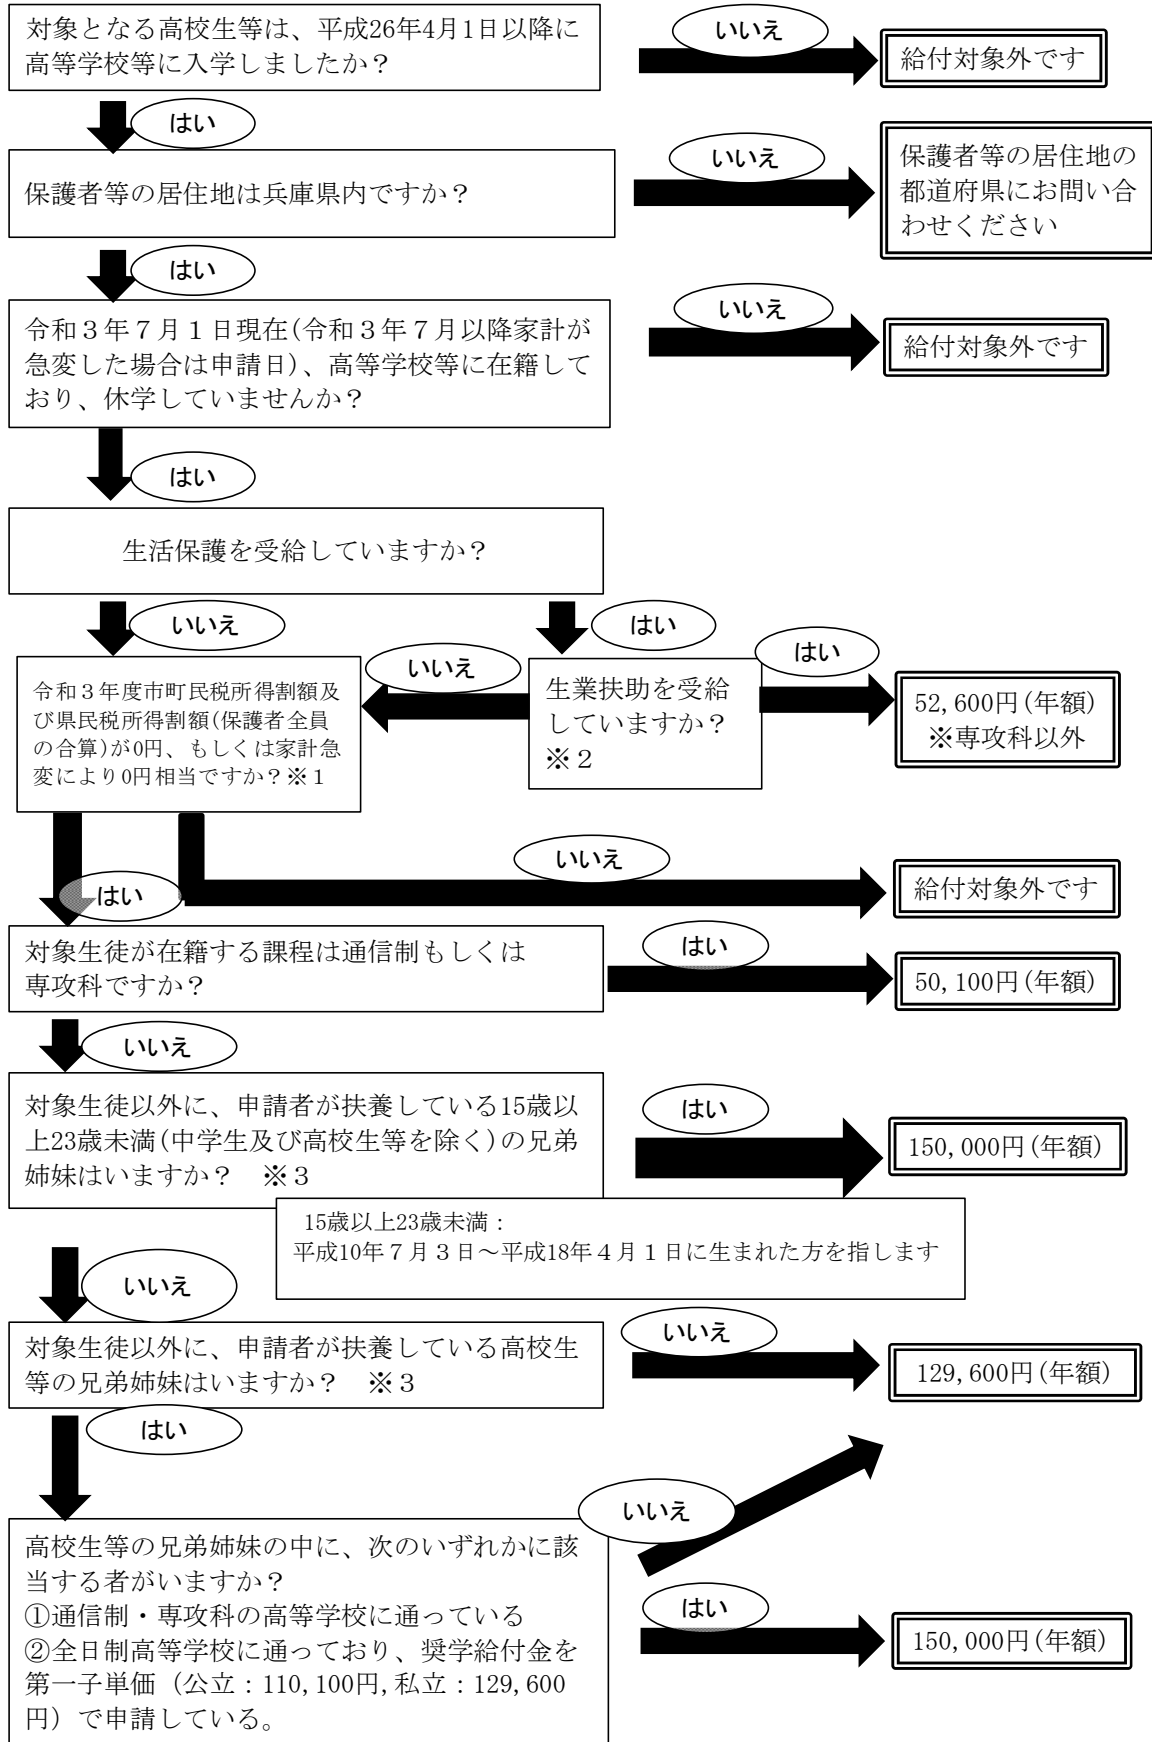 対象となる高校生等は、平成26年4月1日以降に
高等学校等に入学しましたか？
いいえ
給付対象外です
はい
保護者等の居住地は兵庫県内ですか？
いいえ
保護者等の居住地の
都道府県にお問い合
わせください
はい
令和３年７月１日現在(令和３年７月以降家計が
急変した場合は申請日)、高等学校等に在籍して
おり、休学していませんか？
いいえ
給付対象外です
はい
生活保護を受給していますか？
いいえ
はい
令和３年度市町民税所得割額及
び県民税所得割額(保護者全員
の合算)が0円、もしくは家計急
変により0円相当ですか？※１
いいえ
生業扶助を受給
していますか？
※２
はい
52,600円(年額)
※専攻科以外
いいえ
給付対象外です
はい
対象生徒が在籍する課程は通信制もしくは
専攻科ですか？
はい
50,100円(年額)
いいえ
対象生徒以外に、申請者が扶養している15歳以
上23歳未満(中学生及び高校生等を除く)の兄弟
姉妹はいますか？　※３
はい
150,000円(年額)
15歳以上23歳未満：
平成10年７月３日～平成18年４月１日に生まれた方を指します
いいえ
対象生徒以外に、申請者が扶養している高校生
等の兄弟姉妹はいますか？　※３
いいえ
129,600円(年額)
はい
高校生等の兄弟姉妹の中に、次のいずれかに該
当する者がいますか？
①通信制・専攻科の高等学校に通っている
②全日制高等学校に通っており、奨学給付金を
第一子単価（公立：110,100円,私立：129,600
円）で申請している。
いいえ
はい
150,000円(年額)